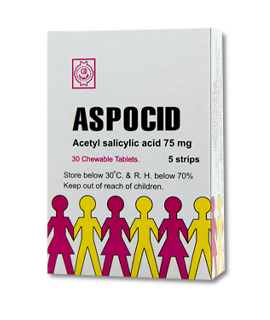 ASPOCID
Acetyl salicylic acid 75 mg
30 Chewable Tablets. 5 strips
Store below 30°C. & R. H. below 70%
Keep out of reach of children.